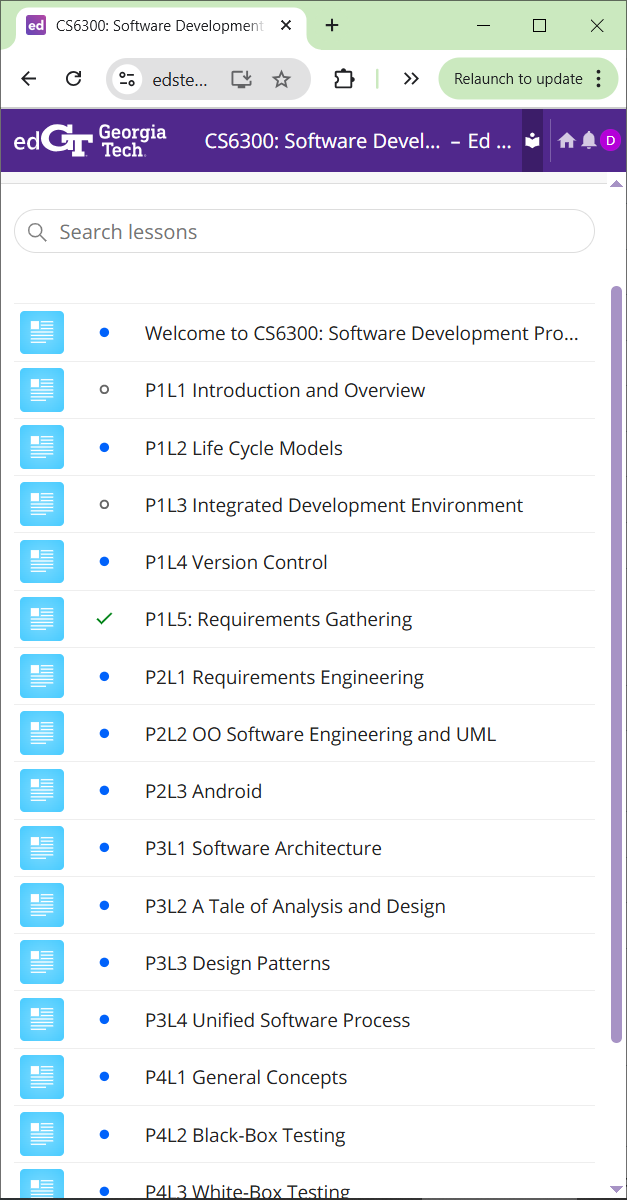 ed CS6300: Software Development
edste...
Relaunch to update
ed GT Georgia Tech.
CS6300: Software Devel... – Ed ...
D
Search lessons
Welcome to CS6300: Software Development Pro...
P1L1 Introduction and Overview
P1L2 Life Cycle Models
P1L3 Integrated Development Environment
P1L4 Version Control
P1L5: Requirements Gathering
P2L1 Requirements Engineering
P2L2 OO Software Engineering and UML
P2L3 Android
P3L1 Software Architecture
P3L2 A Tale of Analysis and Design
P3L3 Design Patterns
P3L4 Unified Software Process
P4L1 General Concepts
P4L2 Black-Box Testing
P4L3 White-Box Testing